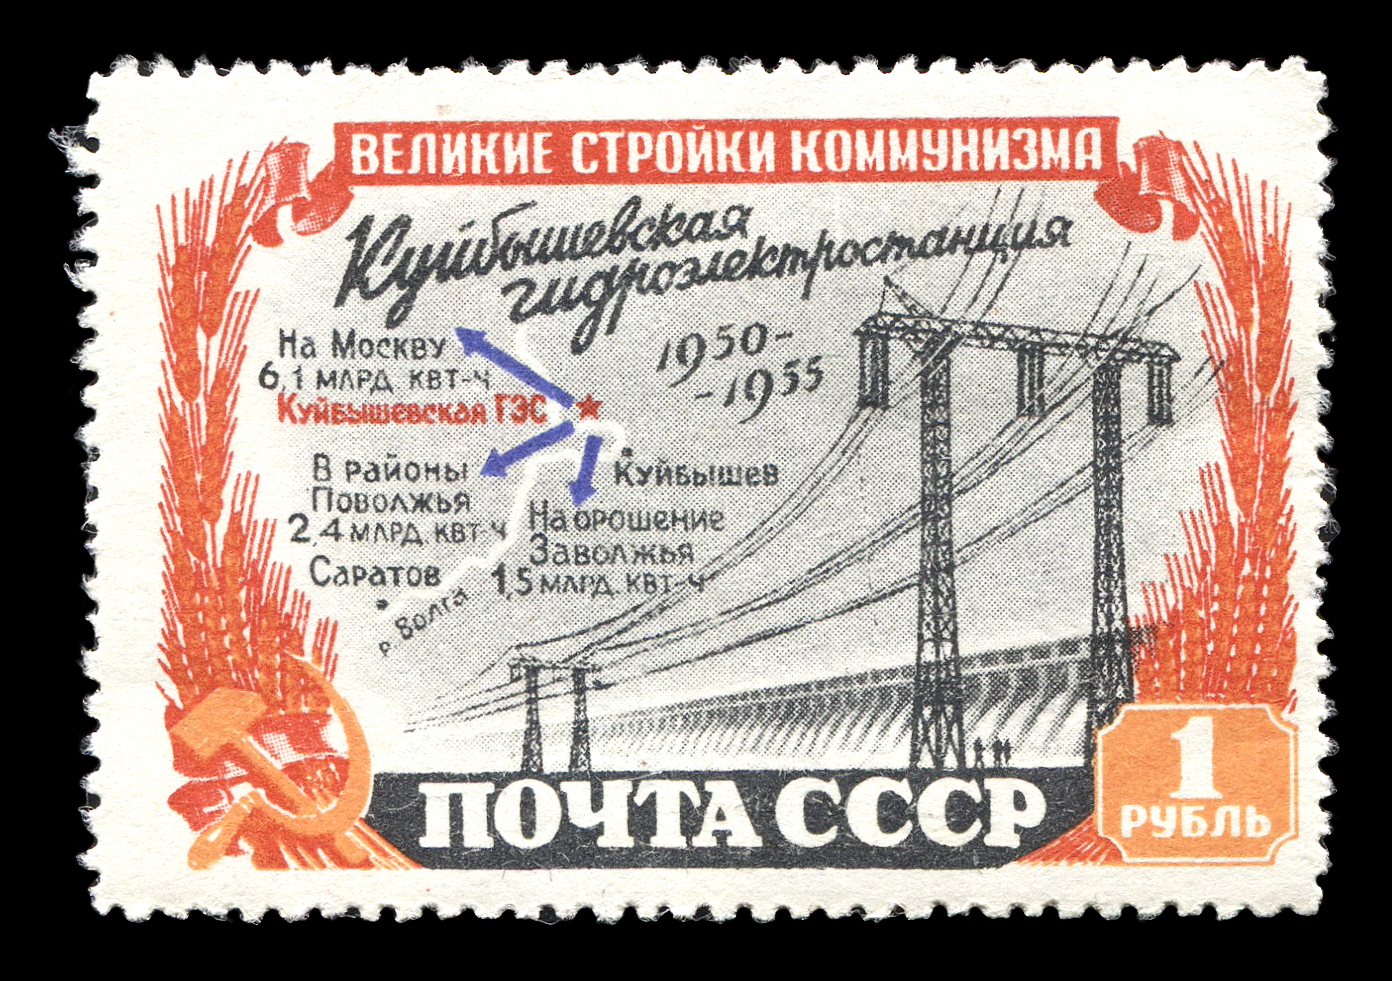 ВЕЛИКИЕ СТРОЙКИ КОММУНИЗМА
Куйбышевская
гидроэлектростанция
1950-
-1955
На Москву
6,1 млрд. квт-ч
Куйбышевская ГЭС
В районы
Поволжья
2,4 млрд. квт-ч
Саратов
р. Волга
Куйбышев
На орошение
Заволжья
1,5 млрд. квт-ч
ПОЧТА СССР
1
РУБЛЬ